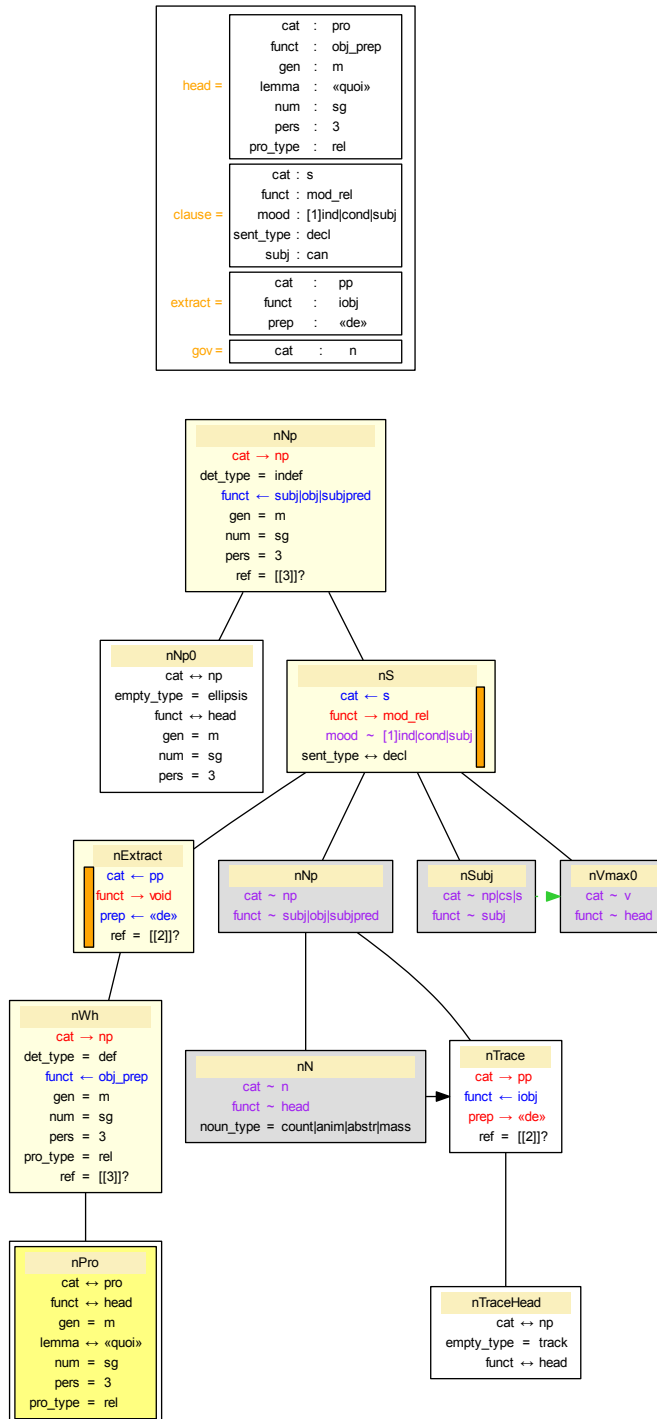 head =
cat : pro
funct : obj_prep
gen : m
lemma : «quoi»
num : sg
pers : 3
pro_type : rel
clause =
cat : s
funct : mod_rel
mood : [1]ind|cond|subj
sent_type : decl
subj : can
extract =
cat : pp
funct : iobj
prep : «de»
gov =
cat : n
nNp
cat → np
det_type = indef
funct ← subj|obj|subjpred
gen = m
num = sg
pers = 3
ref = [[3]]?
nNp0
cat ↔ np
empty_type = ellipsis
funct ↔ head
gen = m
num = sg
pers = 3
nS
cat ← s
funct → mod_rel
mood ~ [1]ind|cond|subj
sent_type ↔ decl
nExtract
cat ← pp
funct → void
prep ← «de»
ref = [[2]]?
nNp
cat ~ np
funct ~ subj|obj|subjpred
nSubj
cat ~ np|cs|s
funct ~ subj
nVmax0
cat ~ v
funct ~ head
nWh
cat → np
det_type = def
funct ← obj_prep
gen = m
num = sg
pers = 3
pro_type = rel
ref = [[3]]?
nN
cat ~ n
funct ~ head
noun_type = count|anim|abstr|mass
nTrace
cat → pp
funct ← iobj
prep → «de»
ref = [[2]]?
nPro
cat ↔ pro
funct ↔ head
gen = m
lemma ↔ «quoi»
num = sg
pers = 3
pro_type = rel
nTraceHead
cat ↔ np
empty_type = track
funct ↔ head